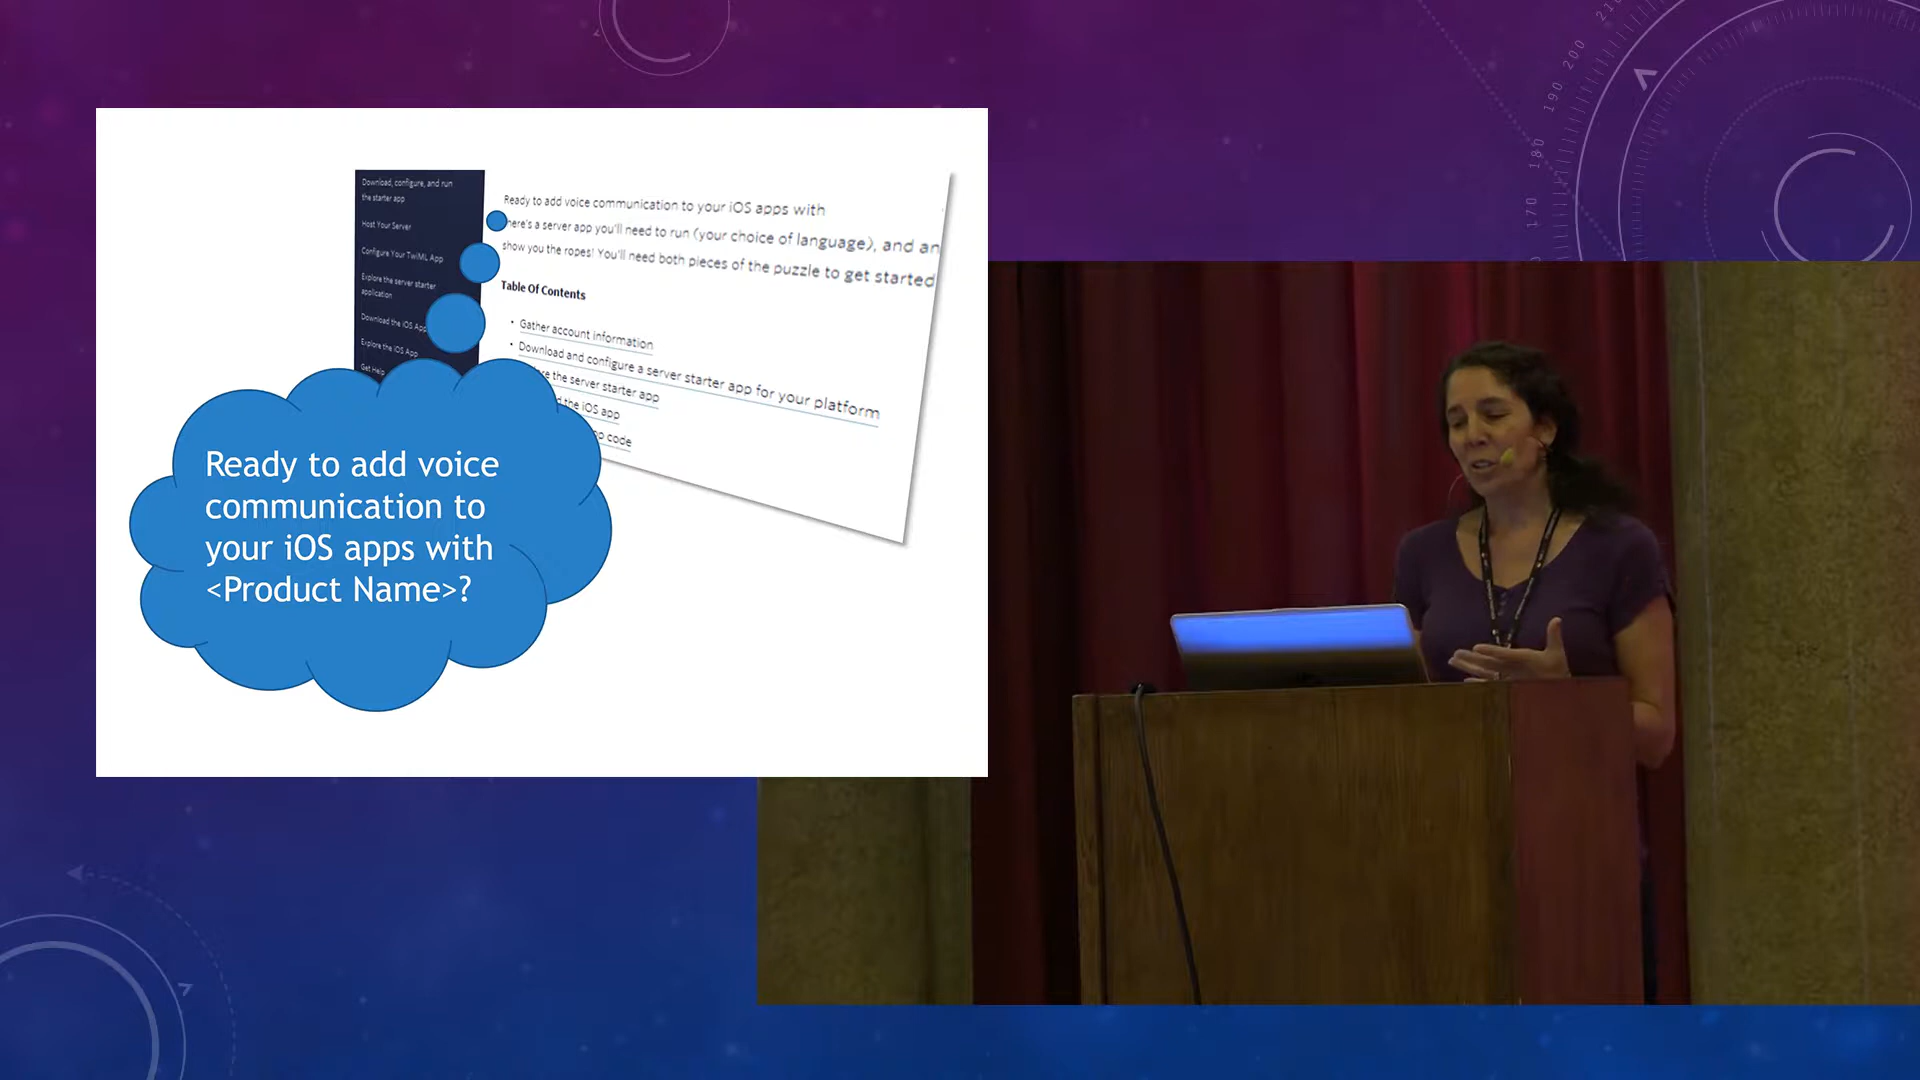 Download, configure, and run
the starter app
Host Your Server
Configure Your TwiML App
Explore the server starter
application
Download the iOS App
Explore the iOS App
Get Help
Ready to add voice communication to your iOS apps with
here's a server app you'll need to run (your choice of language), and an
show you the ropes! You'll need both pieces of the puzzle to get started
Table Of Contents
• Gather account information
• Download and configure a server starter app for your platform
the server starter app
the iOS app
code
Ready to add voice
communication to
your iOS apps with
<Product Name>?
210
200
190
180
170